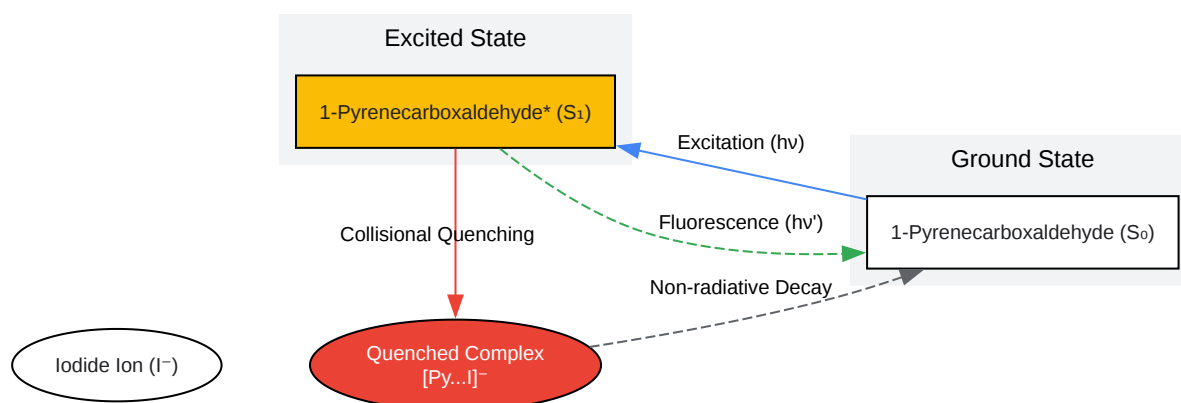 Excited State
1-Pyrenecarboxaldehyde* (S₁)
Excitation (hν)
Ground State
Fluorescence (hν')
1-Pyrenecarboxaldehyde (S₀)
Collisional Quenching
Non-radiative Decay
Iodide Ion (I⁻)
Quenched Complex
[Py...I]⁻